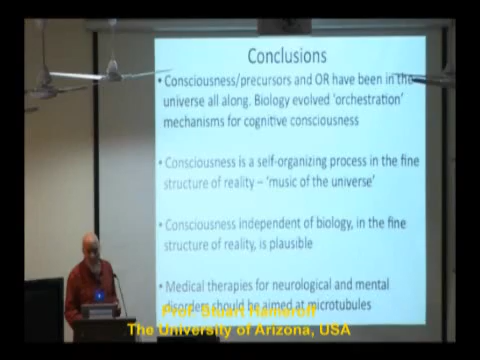 Conclusions
• Consciousness/precursors and OR have been in the
universe all along. Biology evolved ‘orchestration’
mechanisms for cognitive consciousness
• Consciousness is a self-organizing process in the fine
structure of reality – ‘music of the universe’
• Consciousness independent of biology, in the fine
structure of reality, is plausible
• Medical therapies for neurological and mental
disorders should be aimed at microtubules
Prof. Stuart Hameroff
The University of Arizona, USA